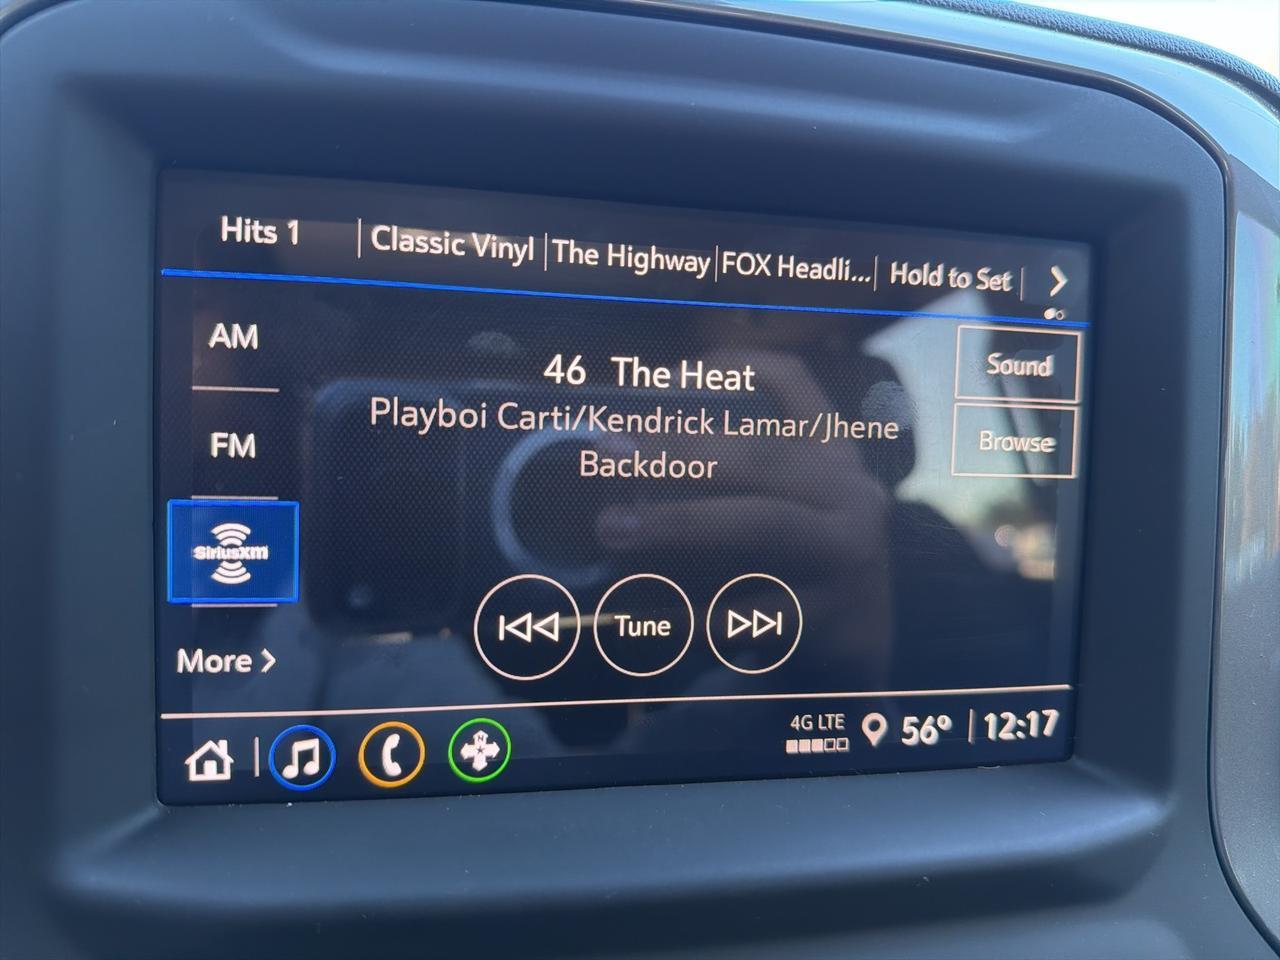 Hits 1 | Classic Vinyl | The Highway | FOX Headli... | Hold to Set |
AM
46 The Heat
Sound
Playboi Carti/Kendrick Lamar/Jhene
Browse
FM
Backdoor
SiriusXM
Tune
More >
4G LTE
56° | 12:17
N